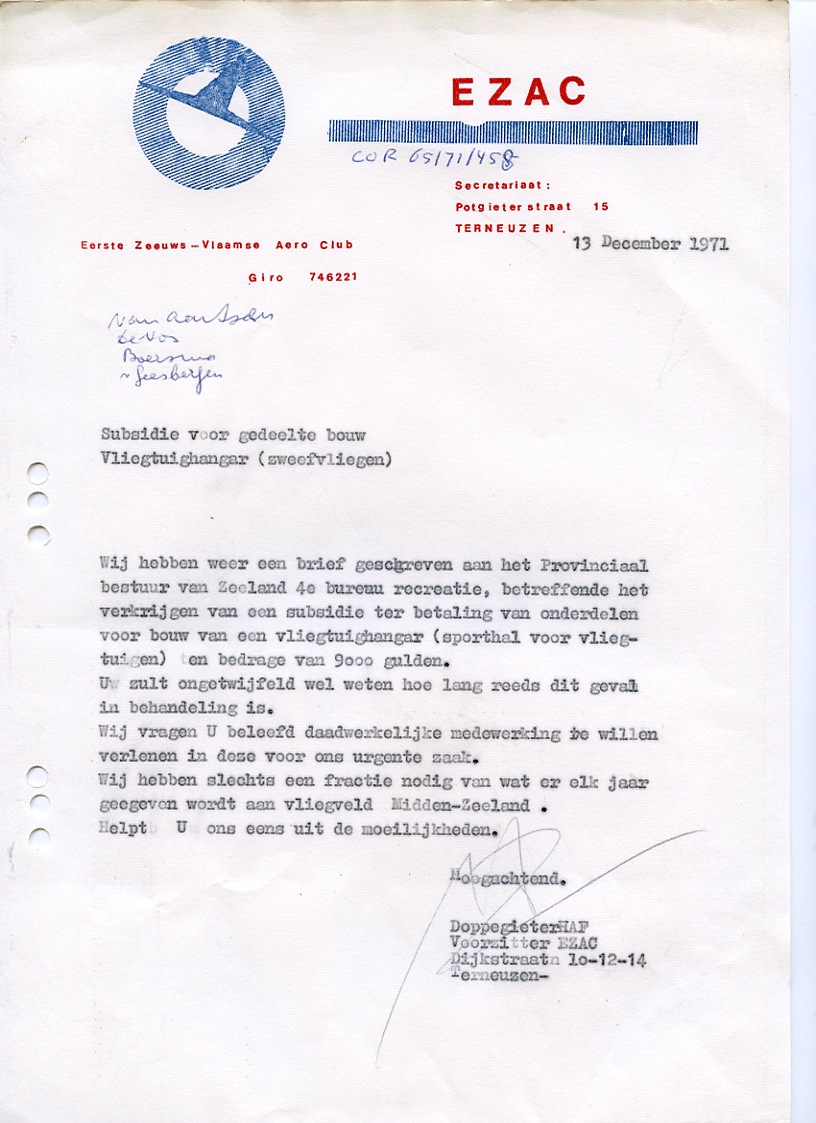 EZAC
COR 65/71/458
Secretariaat:
Potgieterstraat 15
TERNEUZEN.
13 December 1971
Eerste Zeeuws-Vlaamse Aero Club
Giro 746221
de Vos
Boersma
Subsidie voor gedeelte bouw
Vliegtuighangar (zweefvliegen)
Wij hebben weer een brief geschreven aan het Provinciaal
bestuur van Zeeland 4e bureau recreatie, betreffende het
verkrijgen van een subsidie ter betaling van onderdelen
voor bouw van een vliegtuighangar (sporthal voor vlieg-
tuigen) ten bedrage van 9ooo gulden.
Uw zult ongetwijfeld wel weten hoe lang reeds dit geval
in behandeling is.
Wij vragen U beleefd daadwerkelijke medewerking te willen
verlenen in deze voor ons urgente zaak.
Wij hebben slechts een fractie nodig van wat er elk jaar
gegeven wordt aan vliegveld Midden-Zeeland .
Helpt U ons eens uit de moeilijkheden.
Hoogachtend.
DoppegieterHAF
Voorzitter EZAC
Dijkstraatn lo-12-14
Terneuzen-